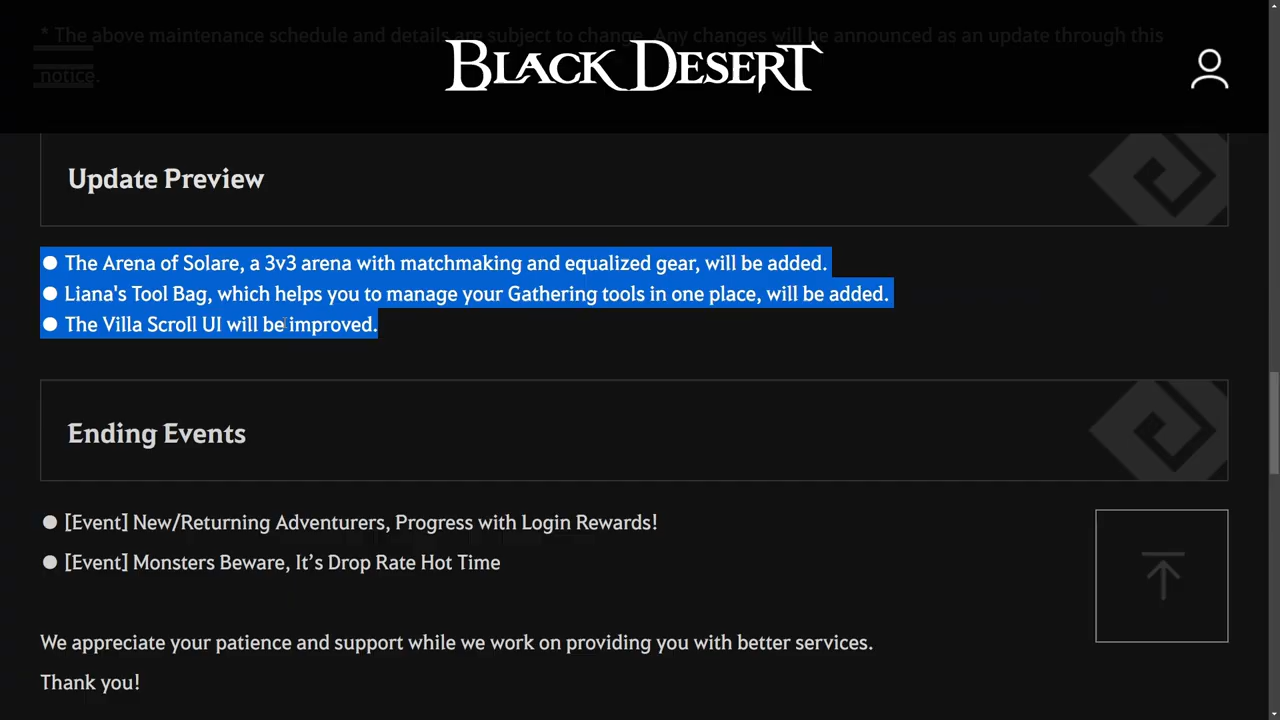 * The above maintenance schedule and details are subject to change. Any changes will be announced as an update through this
notice.
BLACK DESERT
Update Preview
● The Arena of Solare, a 3v3 arena with matchmaking and equalized gear, will be added.
● Liana's Tool Bag, which helps you to manage your Gathering tools in one place, will be added.
● The Villa Scroll UI will be improved.
Ending Events
● [Event] New/Returning Adventurers, Progress with Login Rewards!
● [Event] Monsters Beware, It’s Drop Rate Hot Time
We appreciate your patience and support while we work on providing you with better services.
Thank you!